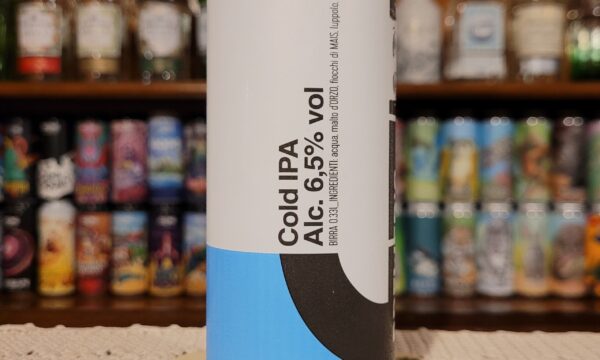 Cold IPA
Alc. 6,5% vol
BIRRA 0.33L_INGREDIENTI: acqua, malto d'ORZO, fiocchi di MAIS, luppolo,